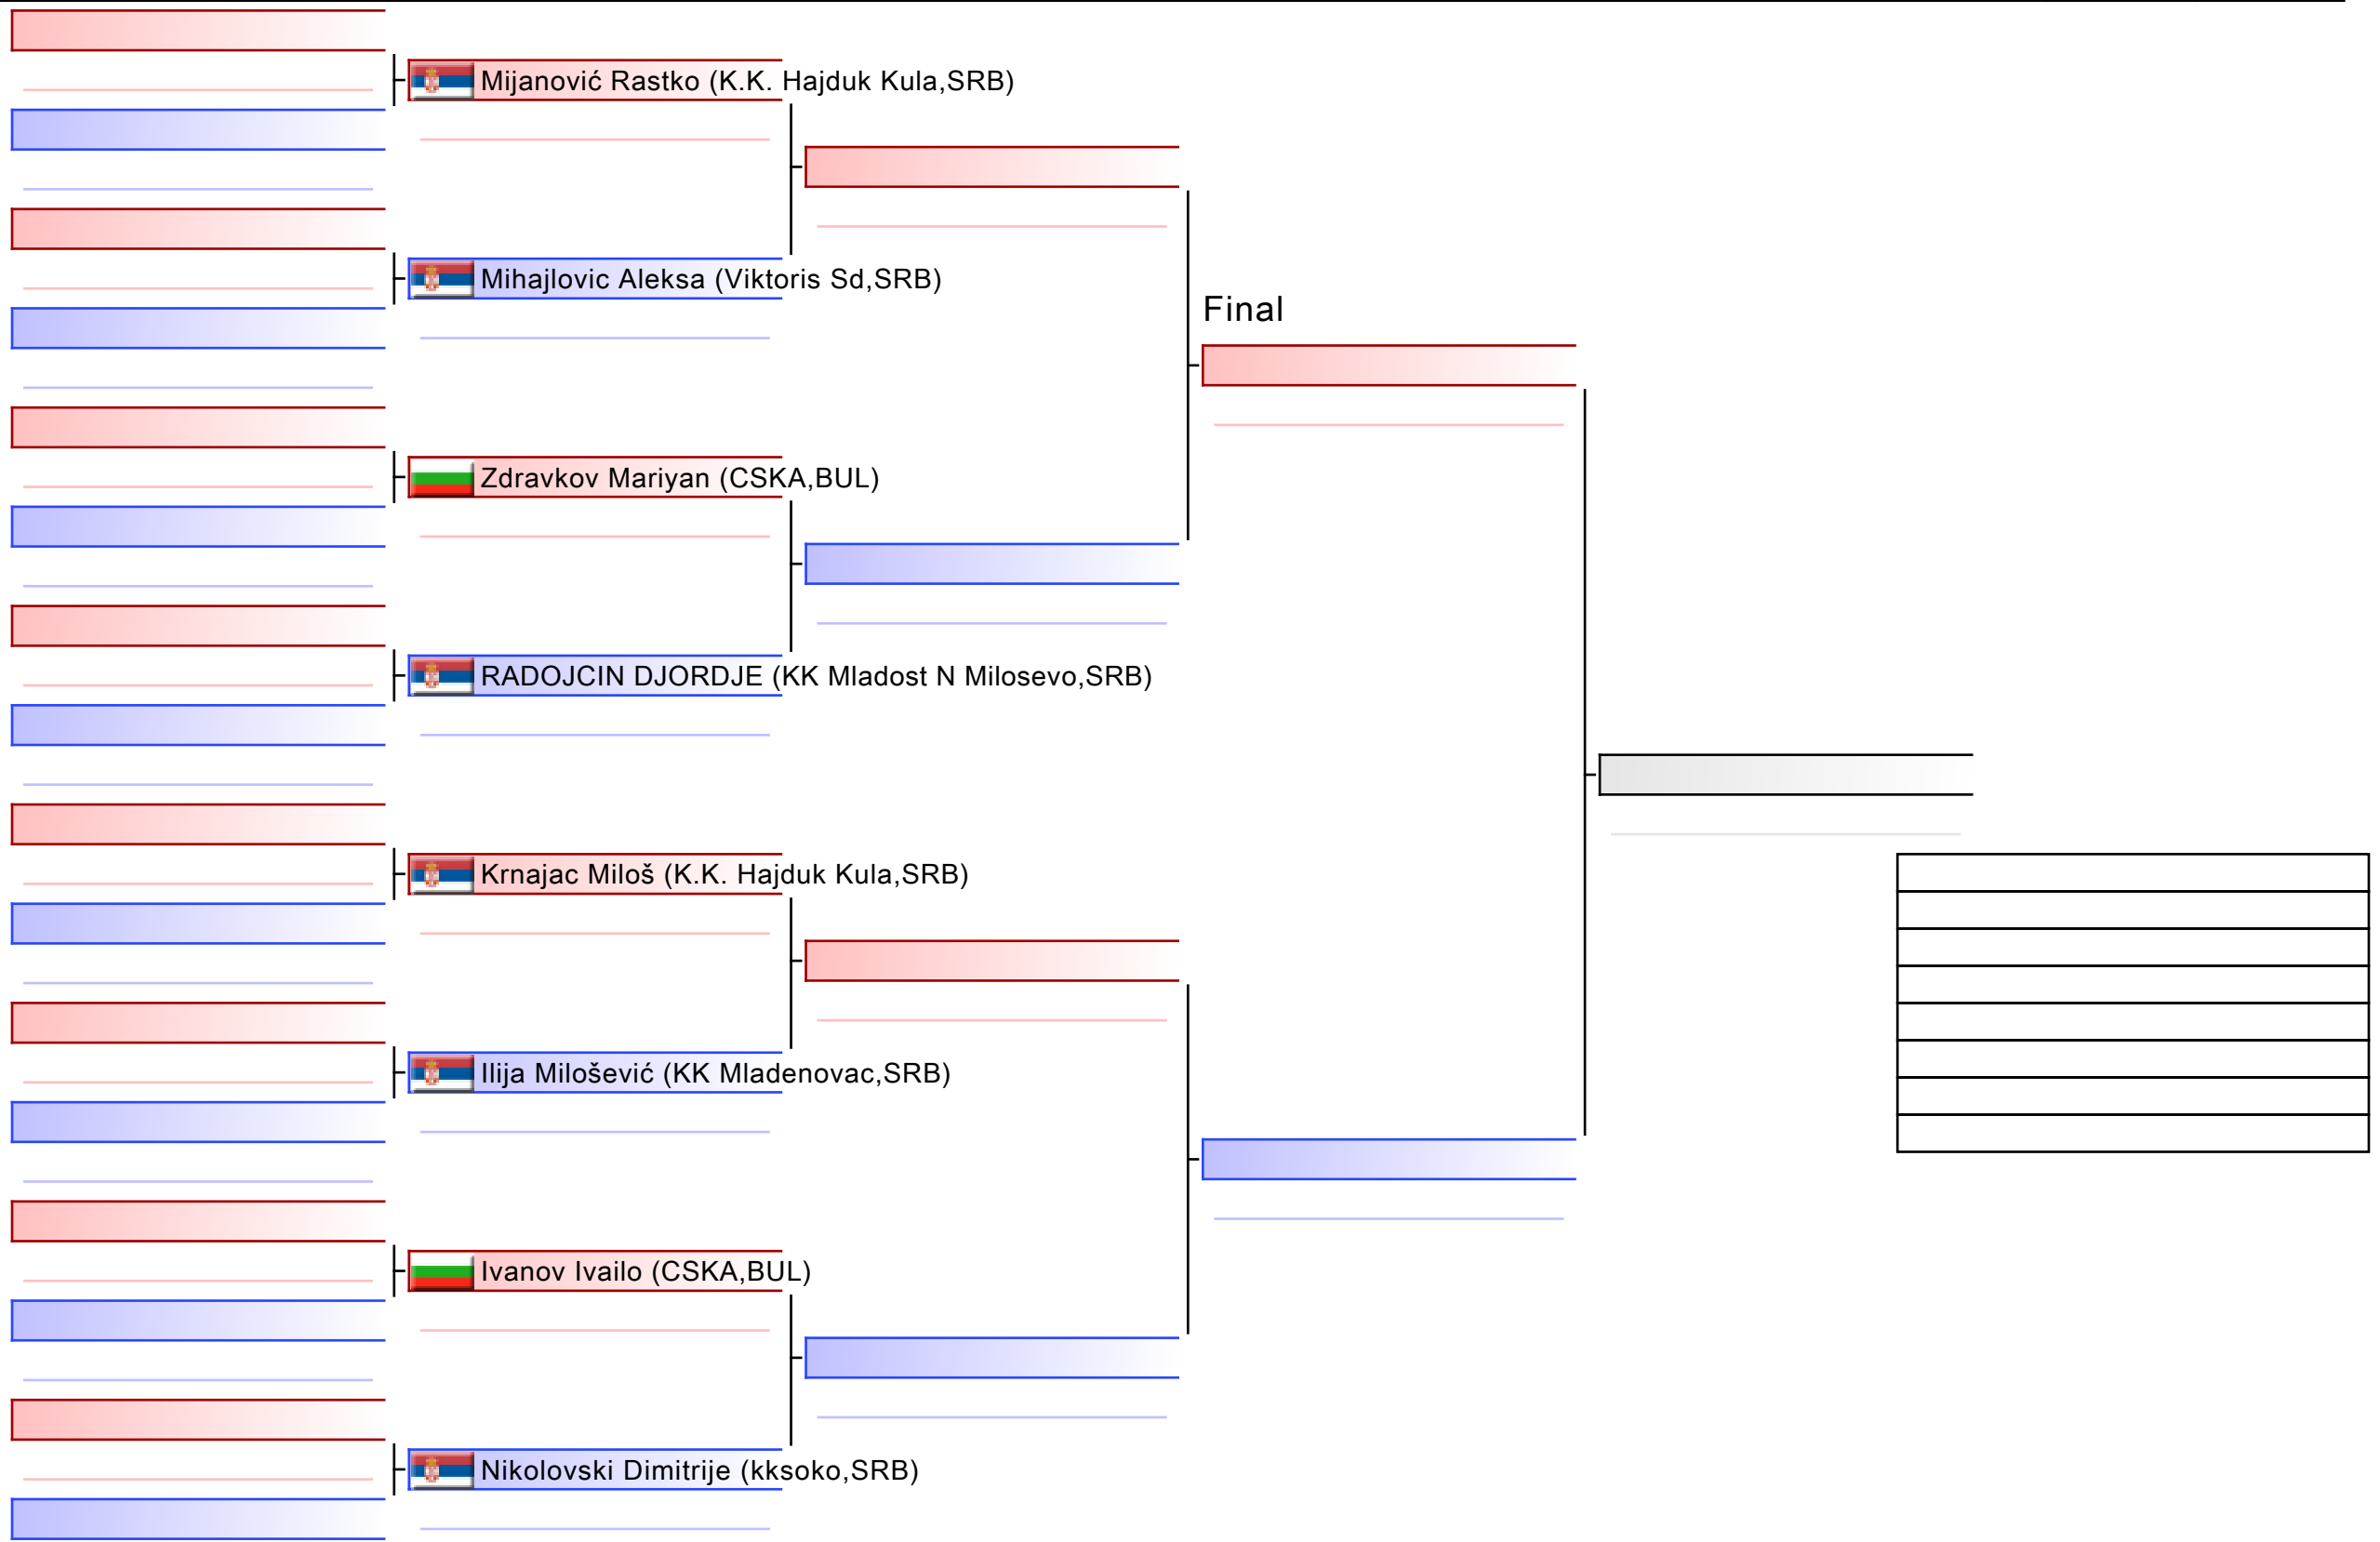 Mijanović Rastko (K.K. Hajduk Kula,SRB)
Mihajlovic Aleksa (Viktoris Sd,SRB)
Final
Zdravkov Mariyan (CSKA,BUL)
RADOJCIN DJORDJE (KK Mladost N Milosevo,SRB)
Krnajac Miloš (K.K. Hajduk Kula,SRB)
Ilija Milošević (KK Mladenovac,SRB)
Ivanov Ivailo (CSKA,BUL)
Nikolovski Dimitrije (kksoko,SRB)